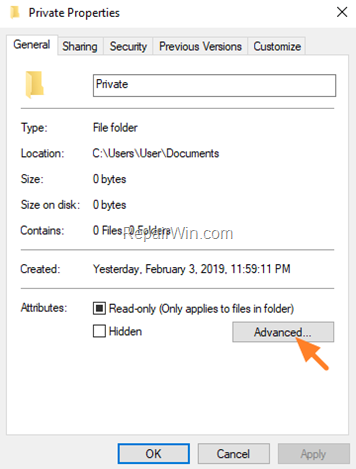 Private Properties
General Sharing Security Previous Versions Customize
Private
Type: File folder
Location: C:\Users\User\Documents
Size: 0 bytes
Size on disk: 0 bytes
Contains: 0 Files, 0 Folders
RepairWin.com
Created: Yesterday, February 3, 2019, 11:59:11 PM
Attributes: Read-only (Only applies to files in folder)
Hidden Advanced...
OK Cancel Apply